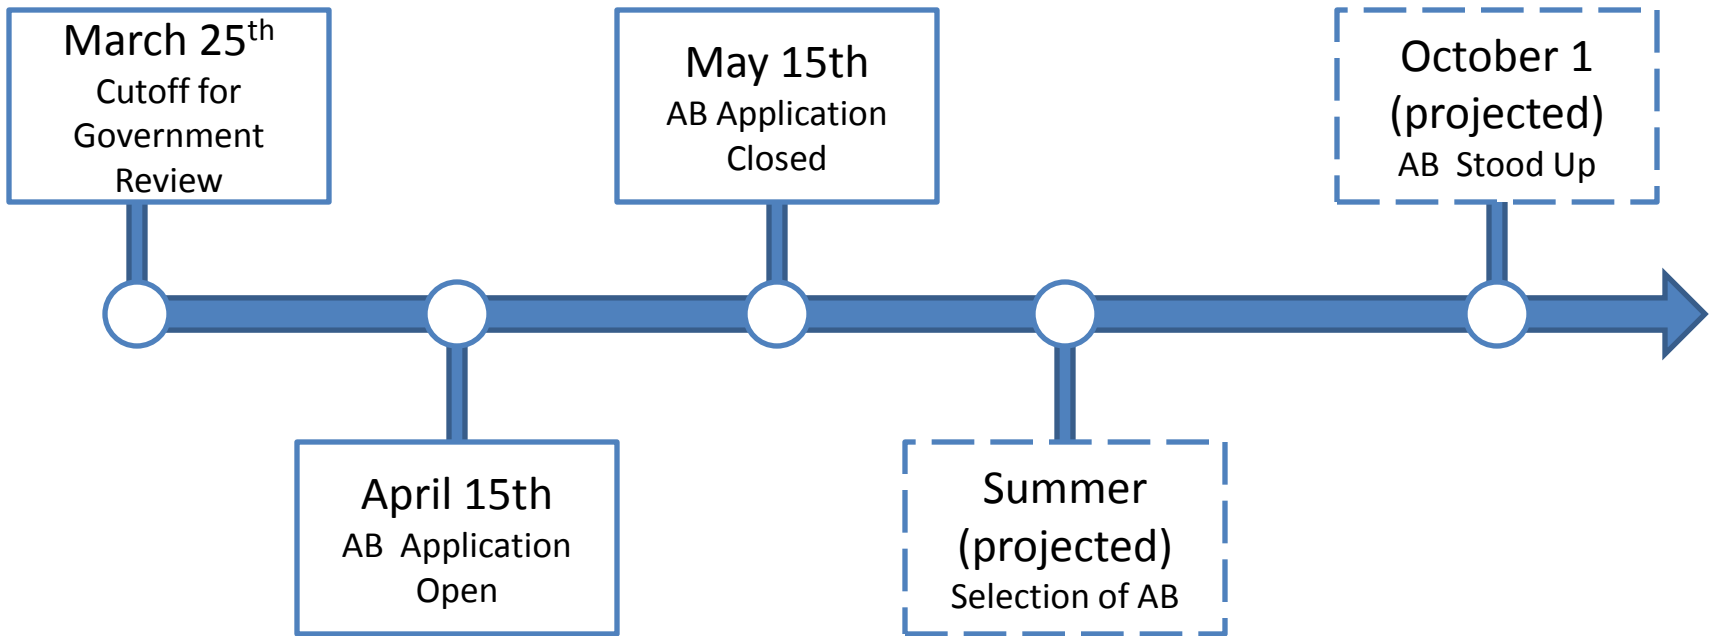 March 25th
Cutoff for
Government
Review
April 15th
AB Application
Open
May 15th
AB Application
Closed
Summer
(projected)
Selection of AB
October 1
(projected)
AB Stood Up